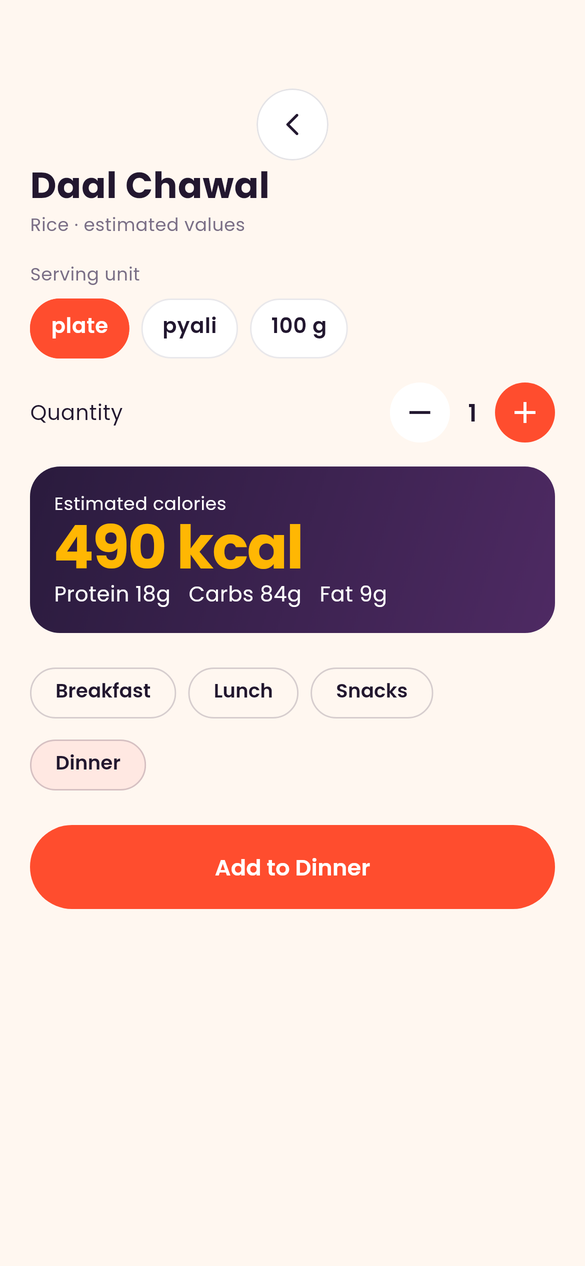 Daal Chawal
Rice · estimated values
Serving unit
plate pyali 100 g
Quantity 1
Estimated calories
490 kcal
Protein 18g Carbs 84g Fat 9g
Breakfast Lunch Snacks
Dinner
Add to Dinner